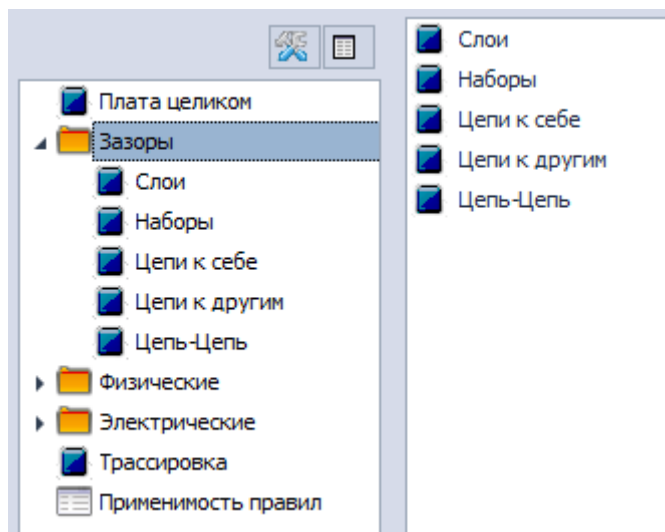 Плата целиком
Зазоры
Слои
Наборы
Цепи к себе
Цепи к другим
Цепь-Цепь
Физические
Электрические
Трассировка
Применимость правил
Слои
Наборы
Цепи к себе
Цепи к другим
Цепь-Цепь